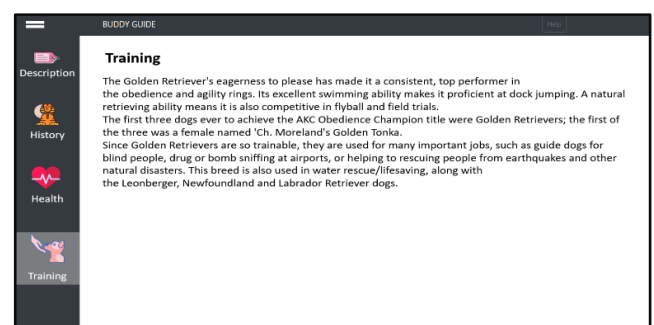 BUDDY GUIDE
Help
Description
History
Health
Training
Training
The Golden Retriever's eagerness to please has made it a consistent, top performer in
the obedience and agility rings. Its excellent swimming ability makes it proficient at dock jumping. A natural
retrieving ability means it is also competitive in flyball and field trials.
The first three dogs ever to achieve the AKC Obedience Champion title were Golden Retrievers; the first of
the three was a female named 'Ch. Moreland's Golden Tonka.
Since Golden Retrievers are so trainable, they are used for many important jobs, such as guide dogs for
blind people, drug or bomb sniffing at airports, or helping to rescuing people from earthquakes and other
natural disasters. This breed is also used in water rescue/lifesaving, along with
the Leonberger, Newfoundland and Labrador Retriever dogs.